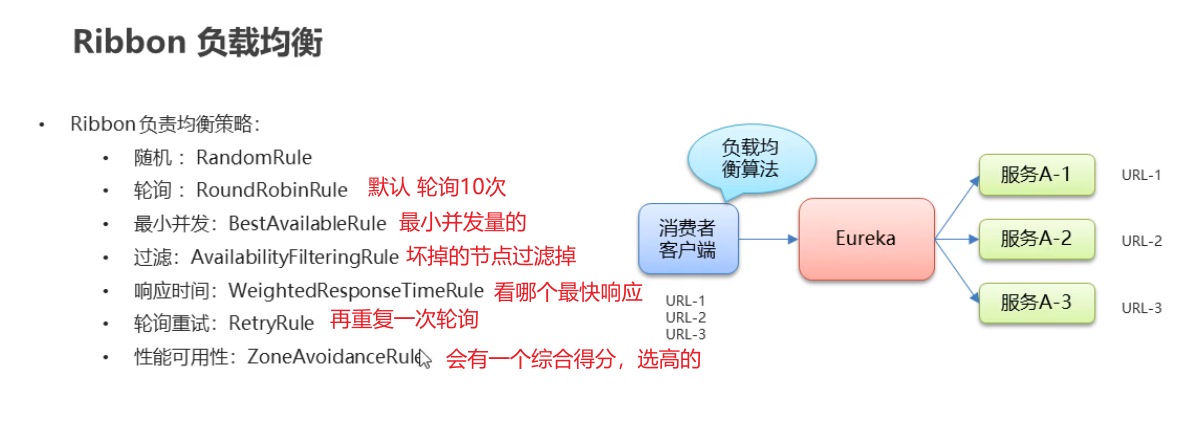 Ribbon 负载均衡
• Ribbon 负责均衡策略：
• 随机： RandomRule
• 轮询： RoundRobinRule 默认 轮询10次
• 最小并发：BestAvailableRule 最小并发量的
• 过滤：AvailabilityFilteringRule 坏掉的节点过滤掉
• 响应时间：WeightedResponseTimeRule 看哪个最快响应
• 轮询重试：RetryRule 再重复一次轮询
• 性能可用性：ZoneAvoidanceRule 会有一个综合得分，选高的
负载均
衡算法
消费者
客户端
URL-1
URL-2
URL-3
Eureka
服务A-1 URL-1
服务A-2 URL-2
服务A-3 URL-3